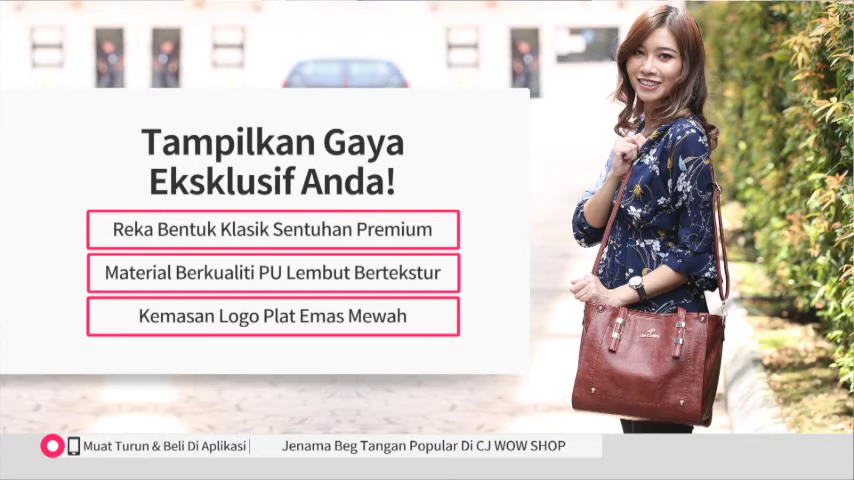 Tampilkan Gaya
Eksklusif Anda!
Reka Bentuk Klasik Sentuhan Premium
Material Berkualiti PU Lembut Bertekstur
Kemasan Logo Plat Emas Mewah
Muat Turun & Beli Di Aplikasi
Jenama Beg Tangan Popular Di CJ WOW SHOP